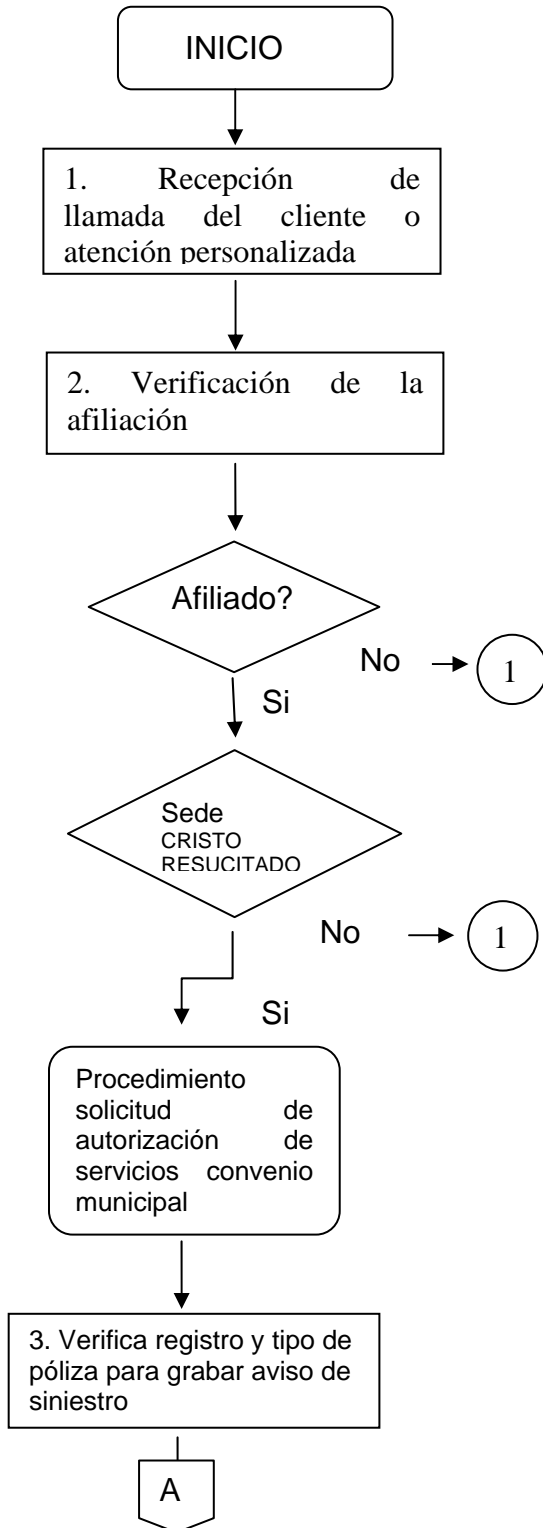 INICIO
1. Recepción de
llamada del cliente o
atención personalizada
2. Verificación de la
afiliación
Afiliado?
No
1
Si
Sede
CRISTO
RESUCITADO
No
1
Si
Procedimiento
solicitud de
autorización de
servicios convenio
municipal
3. Verifica registro y tipo de
póliza para grabar aviso de
siniestro
A